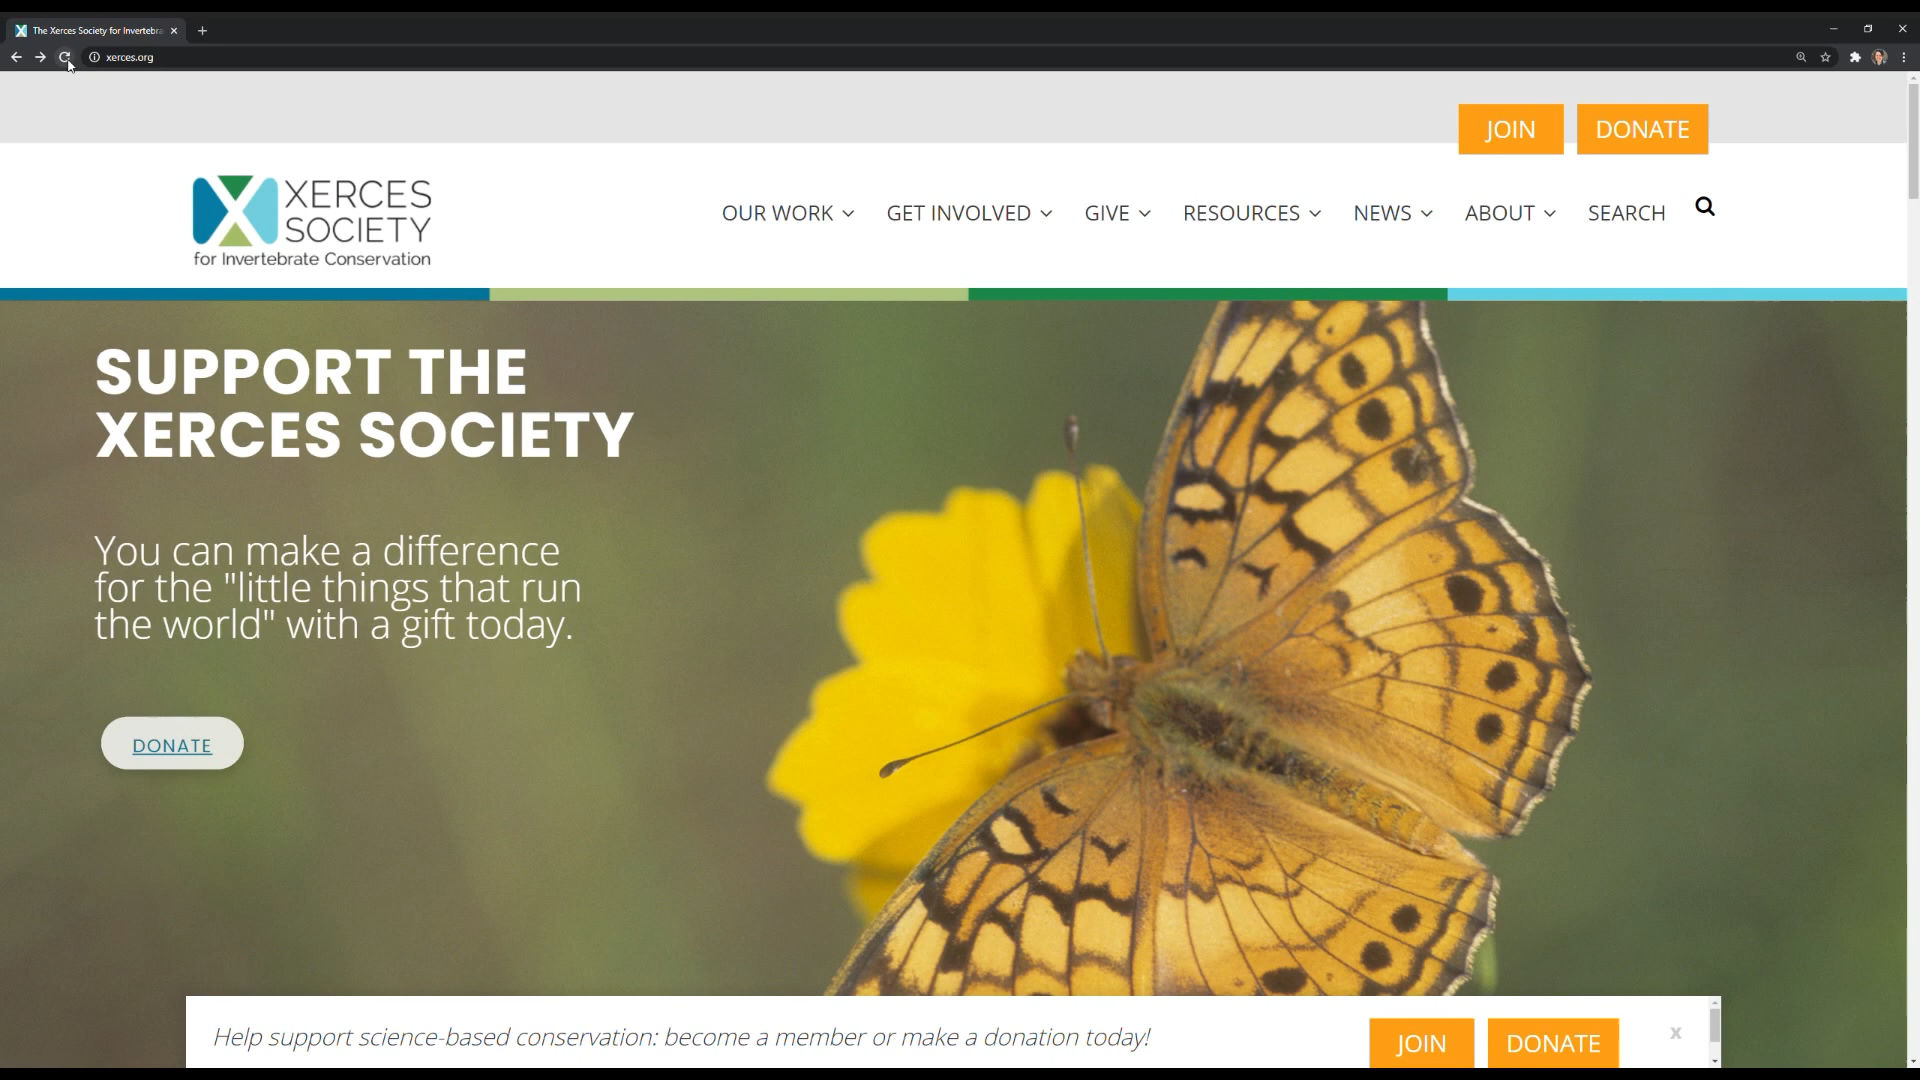 The Xerces Society for Invertebra
xerces.org
JOIN DONATE
XERCES
SOCIETY
for Invertebrate Conservation
OUR WORK GET INVOLVED GIVE RESOURCES NEWS ABOUT SEARCH
SUPPORT THE
XERCES SOCIETY
You can make a difference
for the "little things that run
the world" with a gift today.
DONATE
Help support science-based conservation: become a member or make a donation today!
JOIN DONATE x